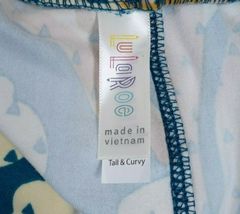 LuLaRoe
made in
vietnam
Tall & Curvy